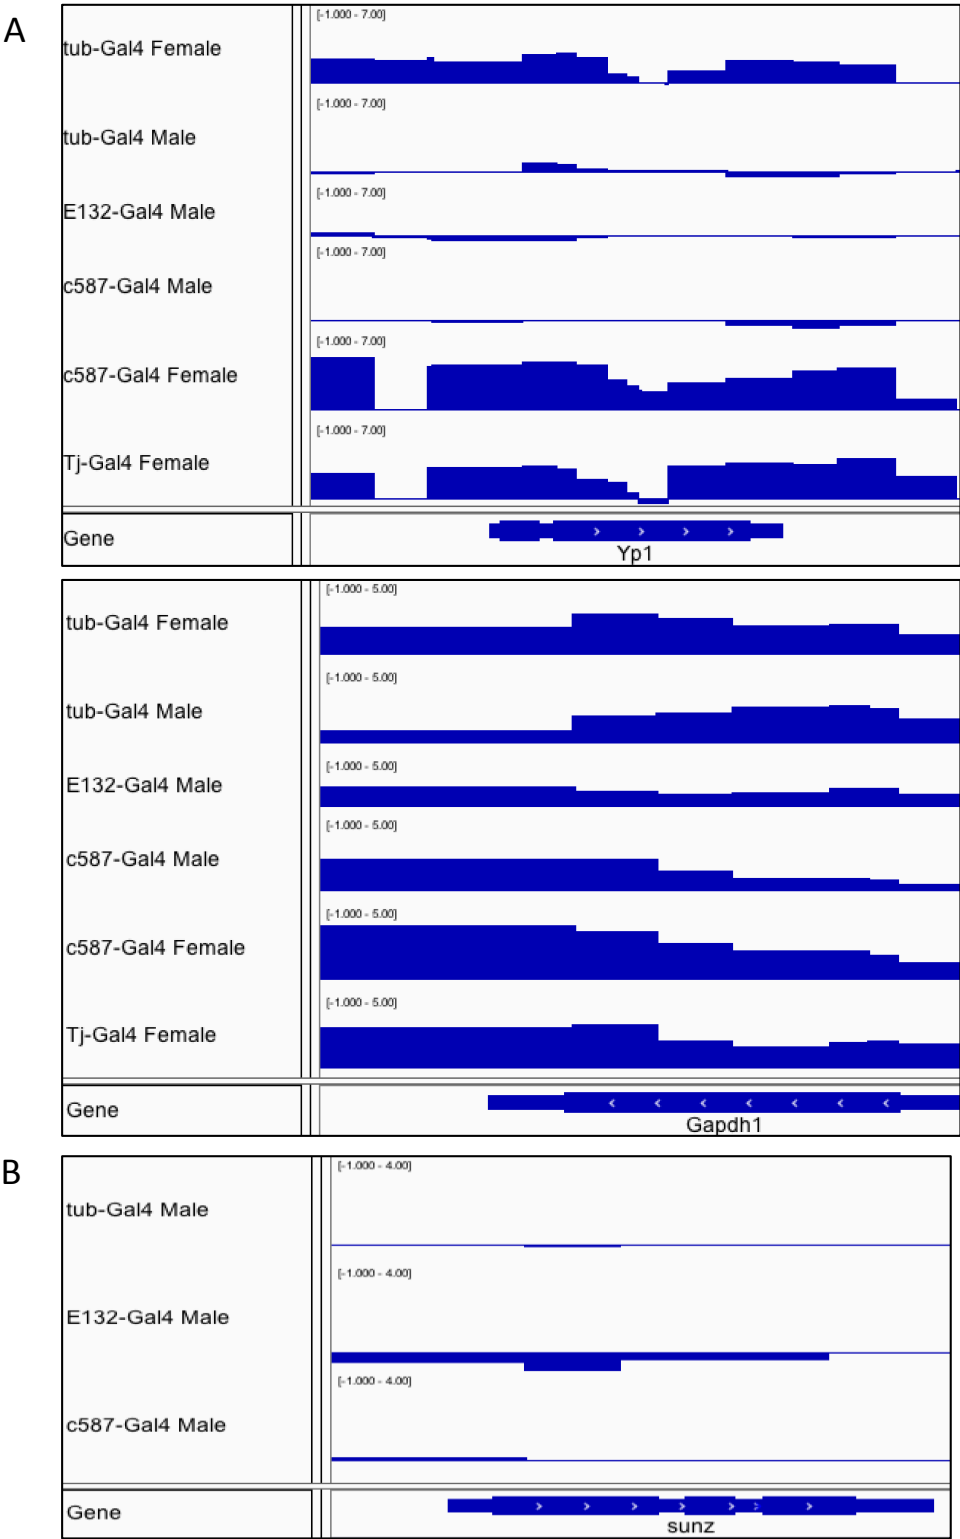 A
[-1.000 - 7.00]
tub-Gal4 Female
[-1.000 - 7.00]
tub-Gal4 Male
[-1.000 - 7.00]
E132-Gal4 Male
[-1.000 - 7.00]
c587-Gal4 Male
[-1.000 - 7.00]
c587-Gal4 Female
[-1.000 - 7.00]
Tj-Gal4 Female
Gene
Yp1
[-1.000 - 5.00]
tub-Gal4 Female
[-1.000 - 5.00]
tub-Gal4 Male
[-1.000 - 5.00]
E132-Gal4 Male
[-1.000 - 5.00]
c587-Gal4 Male
[-1.000 - 5.00]
c587-Gal4 Female
[-1.000 - 5.00]
Tj-Gal4 Female
Gene
Gapdh1
B
[-1.000 - 4.00]
tub-Gal4 Male
[-1.000 - 4.00]
E132-Gal4 Male
[-1.000 - 4.00]
c587-Gal4 Male
Gene
sunz